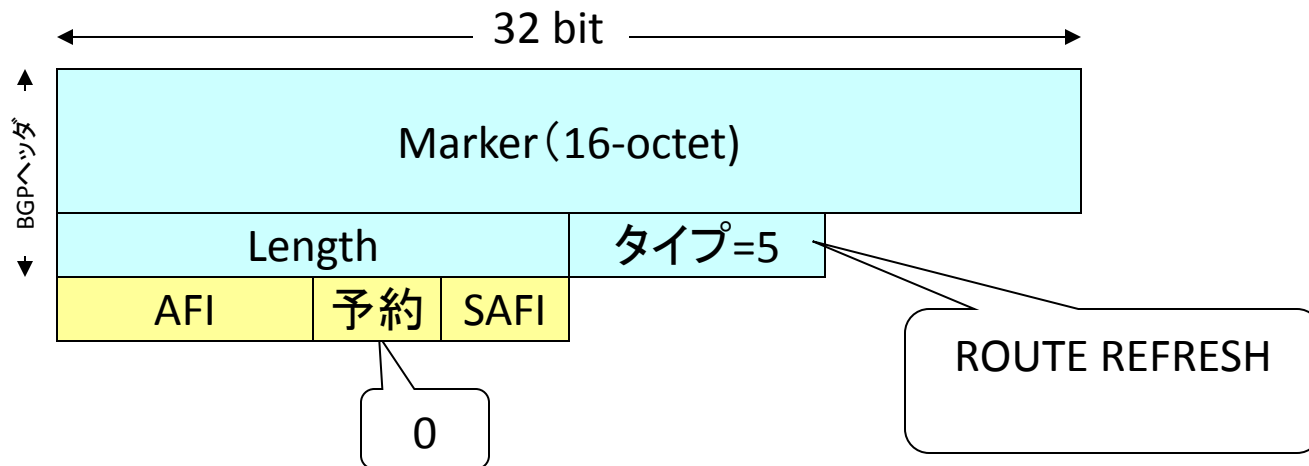 32 bit
BGPヘッダ
Marker(16-octet)
Length
タイプ=5
AFI
予約
SAFI
ROUTE REFRESH
0